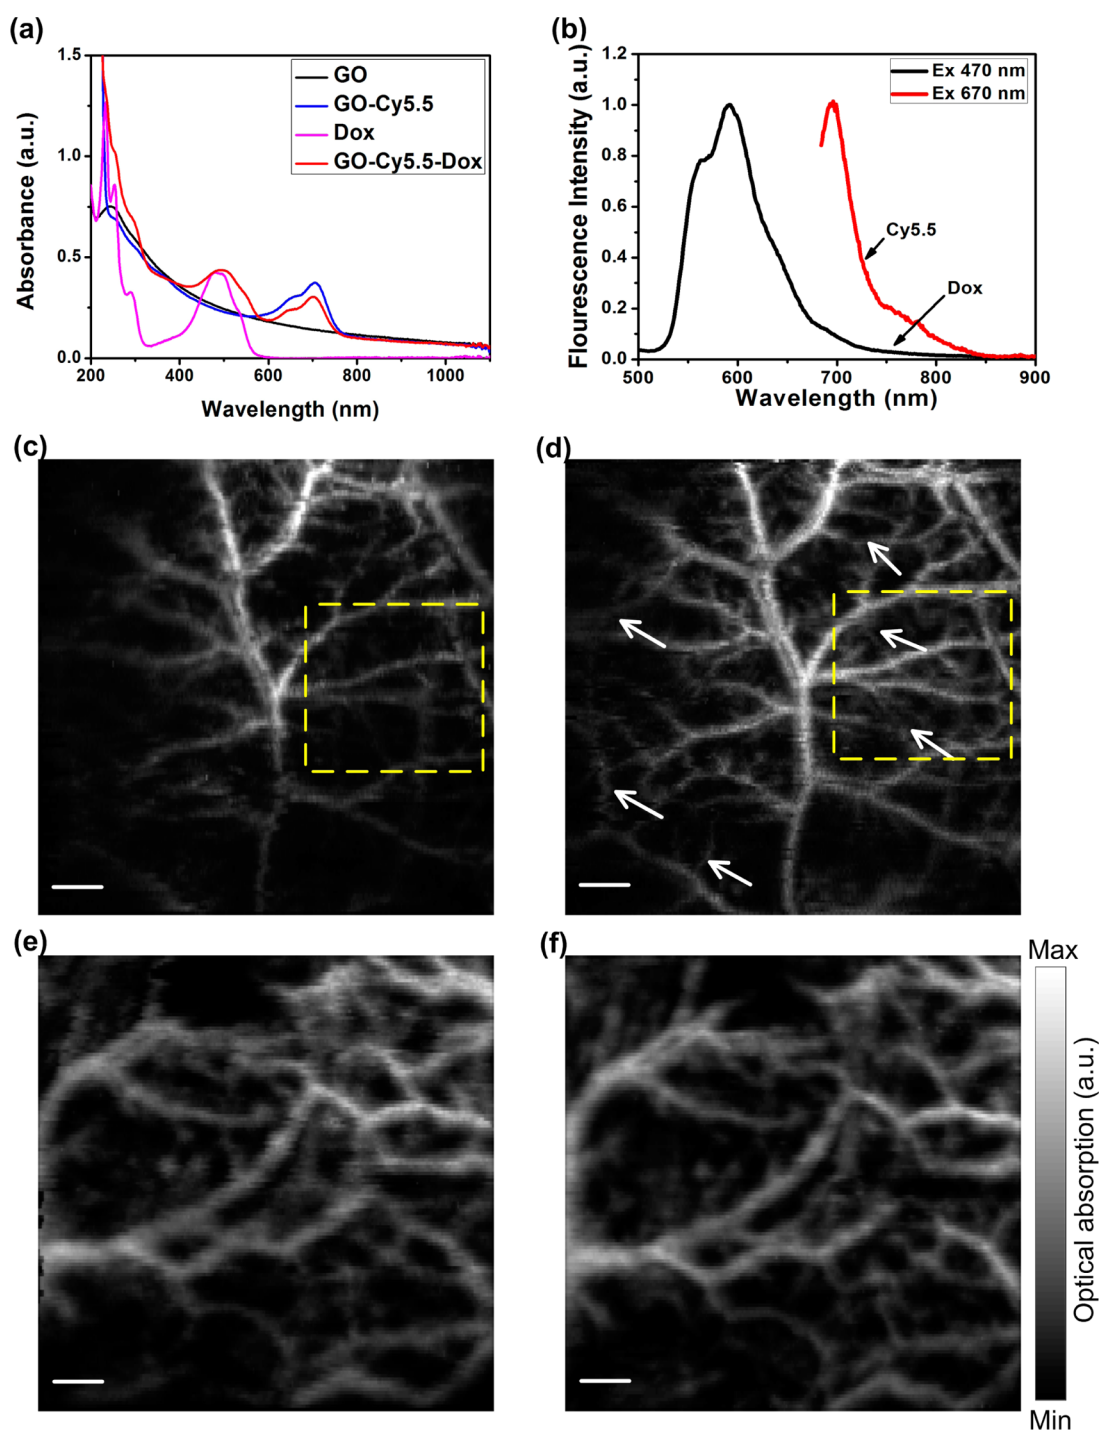 (a)
1.5
1.0
0.5
0.0
200
400
600
800
1000
Absorbance (a.u.)
Wavelength (nm)
GO
GO-Cy5.5
Dox
GO-Cy5.5-Dox
(b)
1.2
1.0
0.8
0.6
0.4
0.2
0.0
500
600
700
800
900
Flourescence Intensity (a.u.)
Wavelength (nm)
Ex 470 nm
Ex 670 nm
Cy5.5
Dox
(c)
(d)
(e)
(f)
Max
Optical absorption (a.u.)
Min